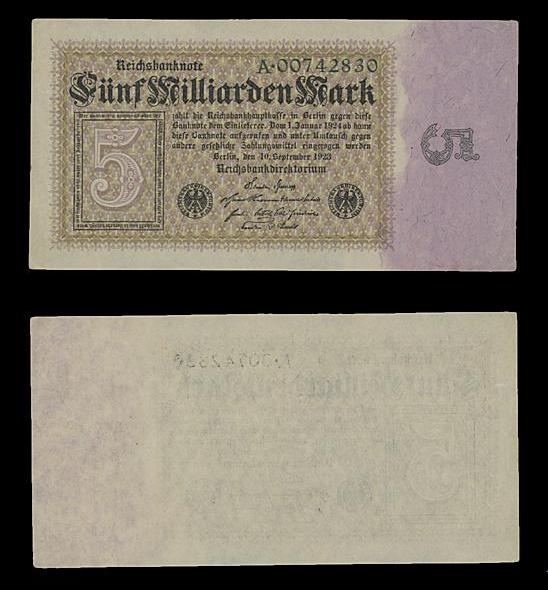 Reichsbanknote
A·00742830
Fünf Milliarden Mark
zahlt die Reichsbankhauptkasse in Berlin gegen diese
Banknote dem Einlieferer. Vom 1. Januar 1924 ab kann
diese Banknote aufgerufen und unter Umtausch gegen
andere gesetzliche Zahlungsmittel eingezogen werden
Berlin, den 10. September 1923
Reichsbankdirektorium
5
5